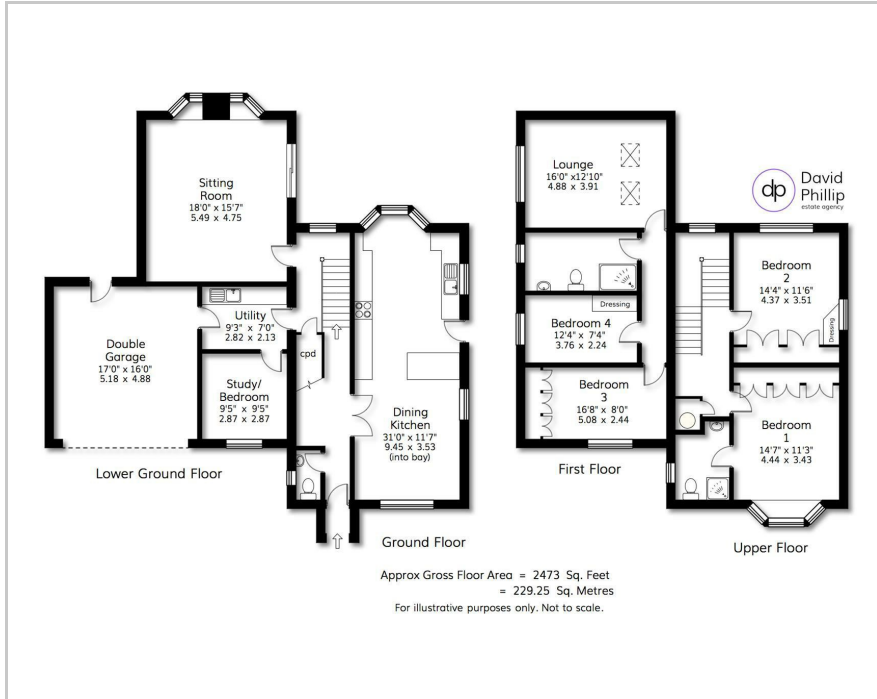 Sitting
Room
18'0" x 15'7"
5.49 x 4.75
Utility
9'3" x 7'0"
2.82 x 2.13
Double
Garage
17'0" x 16'0"
5.18 x 4.88
Study/
Bedroom
9'5" x 9'5"
2.87 x 2.87
cpd
Dining
Kitchen
31'0" x 11'7"
9.45 x 3.53
(into bay)
Lower Ground Floor
Ground Floor
Lounge
16'0" x12'10"
4.88 x 3.91
Dressing
Bedroom 4
12'4" x 7'4"
3.76 x 2.24
Bedroom
3
16'8" x 8'0"
5.08 x 2.44
First Floor
dp
David
Phillip
estate agency
Bedroom
2
14'4" x 11'6"
4.37 x 3.51
Dressing
Bedroom
1
14'7" x 11'3"
4.44 x 3.43
Upper Floor
Approx Gross Floor Area = 2473 Sq. Feet
= 229.25 Sq. Metres
For illustrative purposes only. Not to scale.